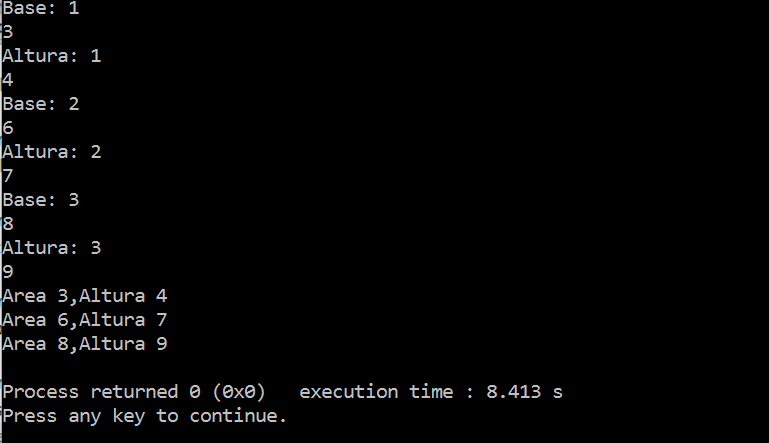 Base: 1
3
Altura: 1
4
Base: 2
6
Altura: 2
7
Base: 3
8
Altura: 3
9
Area 3,Altura 4
Area 6,Altura 7
Area 8,Altura 9
Process returned 0 (0x0)   execution time : 8.413 s
Press any key to continue.